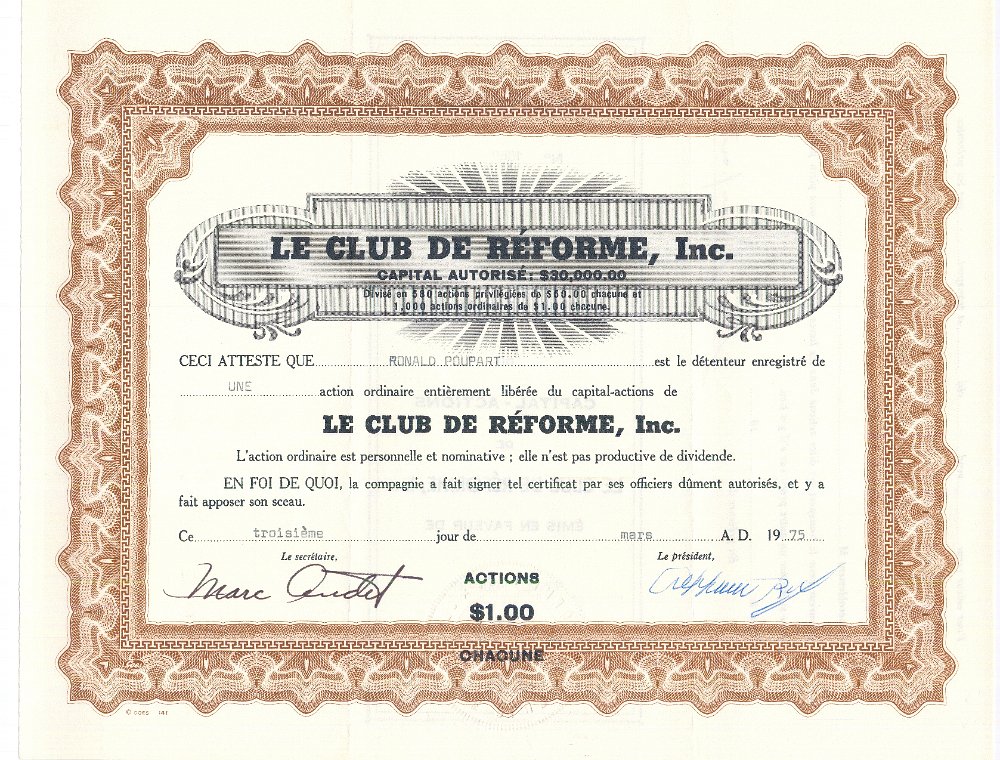 LE CLUB DE RÉFORME, Inc.
CAPITAL AUTORISÉ: $30,000.00
Divisé en 580 actions privilégiées de $50.00 chacune et
1,000 actions ordinaires de $1.00 chacune.
CECI ATTESTE QUE RONALD POUPART est le détenteur enregistré de
UNE action ordinaire entièrement libérée du capital-actions de
LE CLUB DE RÉFORME, Inc.
L'action ordinaire est personnelle et nominative ; elle n'est pas productive de dividende.
EN FOI DE QUOI, la compagnie a fait signer tel certificat par ses officiers dûment autorisés, et y a
fait apposer son sceau.
Ce troisième jour de mars A. D. 19 75
Le secrétaire, Le président,
Marc Audet
ACTIONS
$1.00
CHACUNE